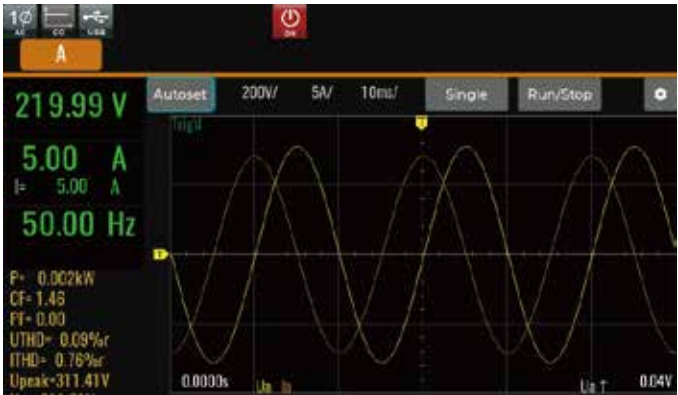 1Ø
AC
CC
USB
ON
A
219.99 V
Autoset
200V/
5A/
10ms/
Single
Run/Stop
Trig'd
T
5.00 A
I= 5.00 A
50.00 Hz
T
P= 0.002kW
CF=1.46
PF=0.00
UTHD= 0.09%r
ITHD= 0.76%r
Upeak=311.41V
0.0000s
Ua
Ia
Ua
0.04V